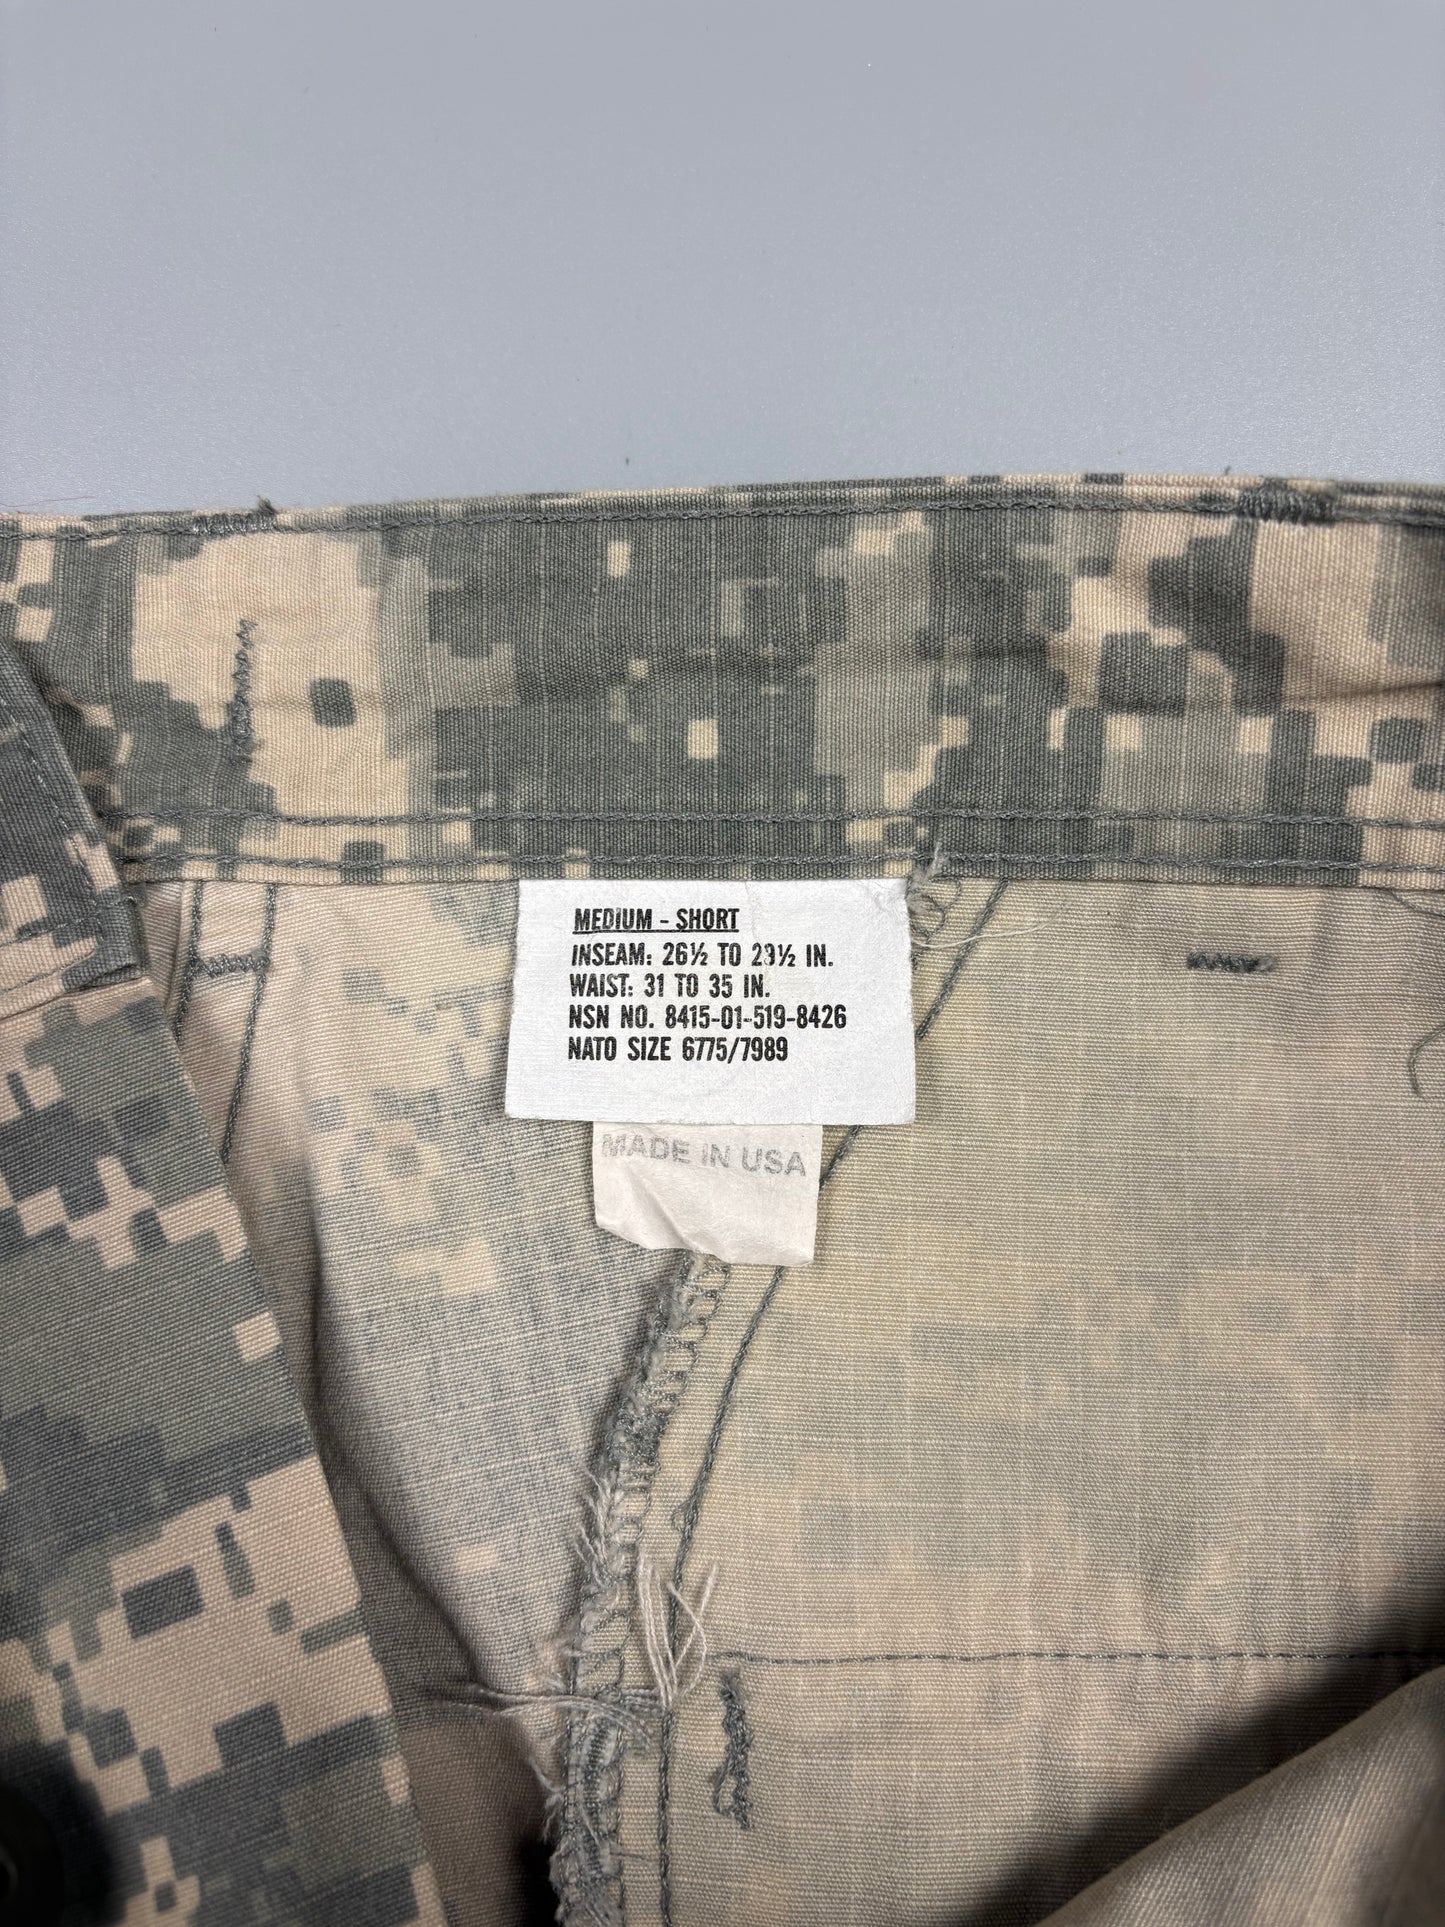 MEDIUM - SHORT
INSEAM: 26½ TO 29½ IN.
WAIST: 31 TO 35 IN.
NSN NO. 8415-01-519-8426
NATO SIZE 6775/7989
MADE IN USA